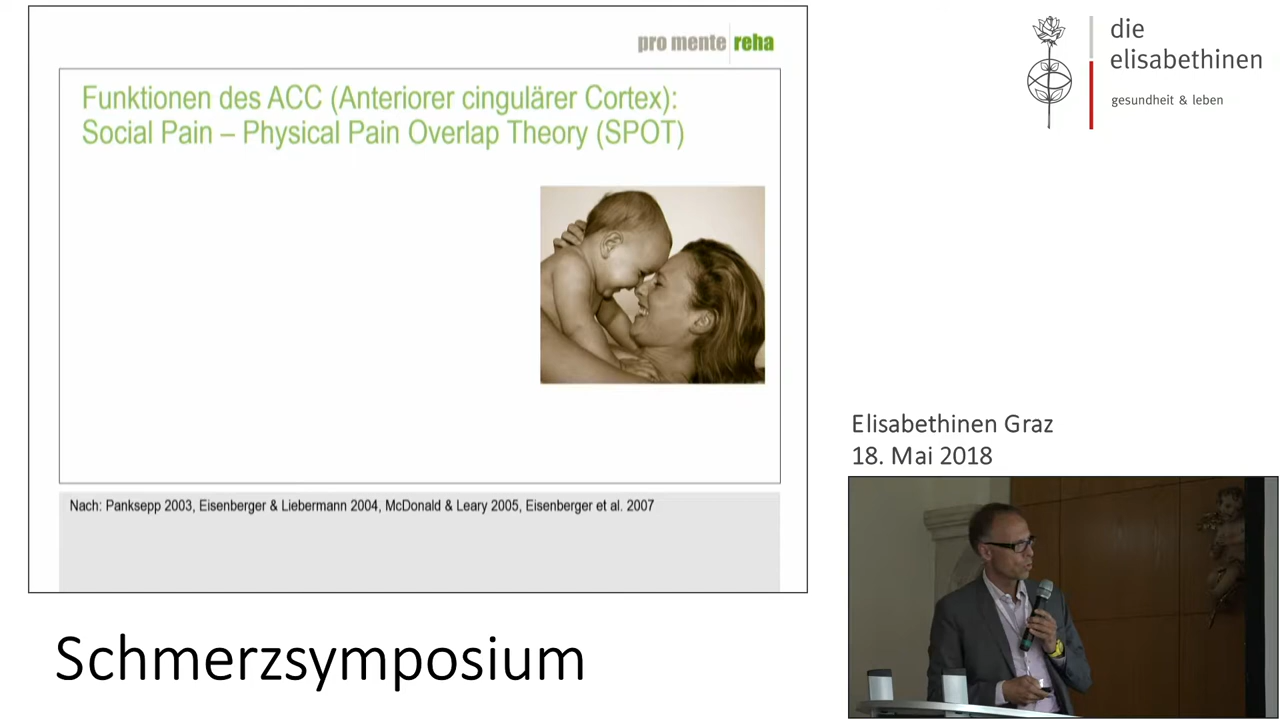 pro mente reha
Funktionen des ACC (Anteriorer cingulärer Cortex):
Social Pain – Physical Pain Overlap Theory (SPOT)
Nach: Panksepp 2003, Eisenberger & Liebermann 2004, McDonald & Leary 2005, Eisenberger et al. 2007
Schmerzsymposium
die
elisabethinen
gesundheit & leben
Elisabethinen Graz
18. Mai 2018